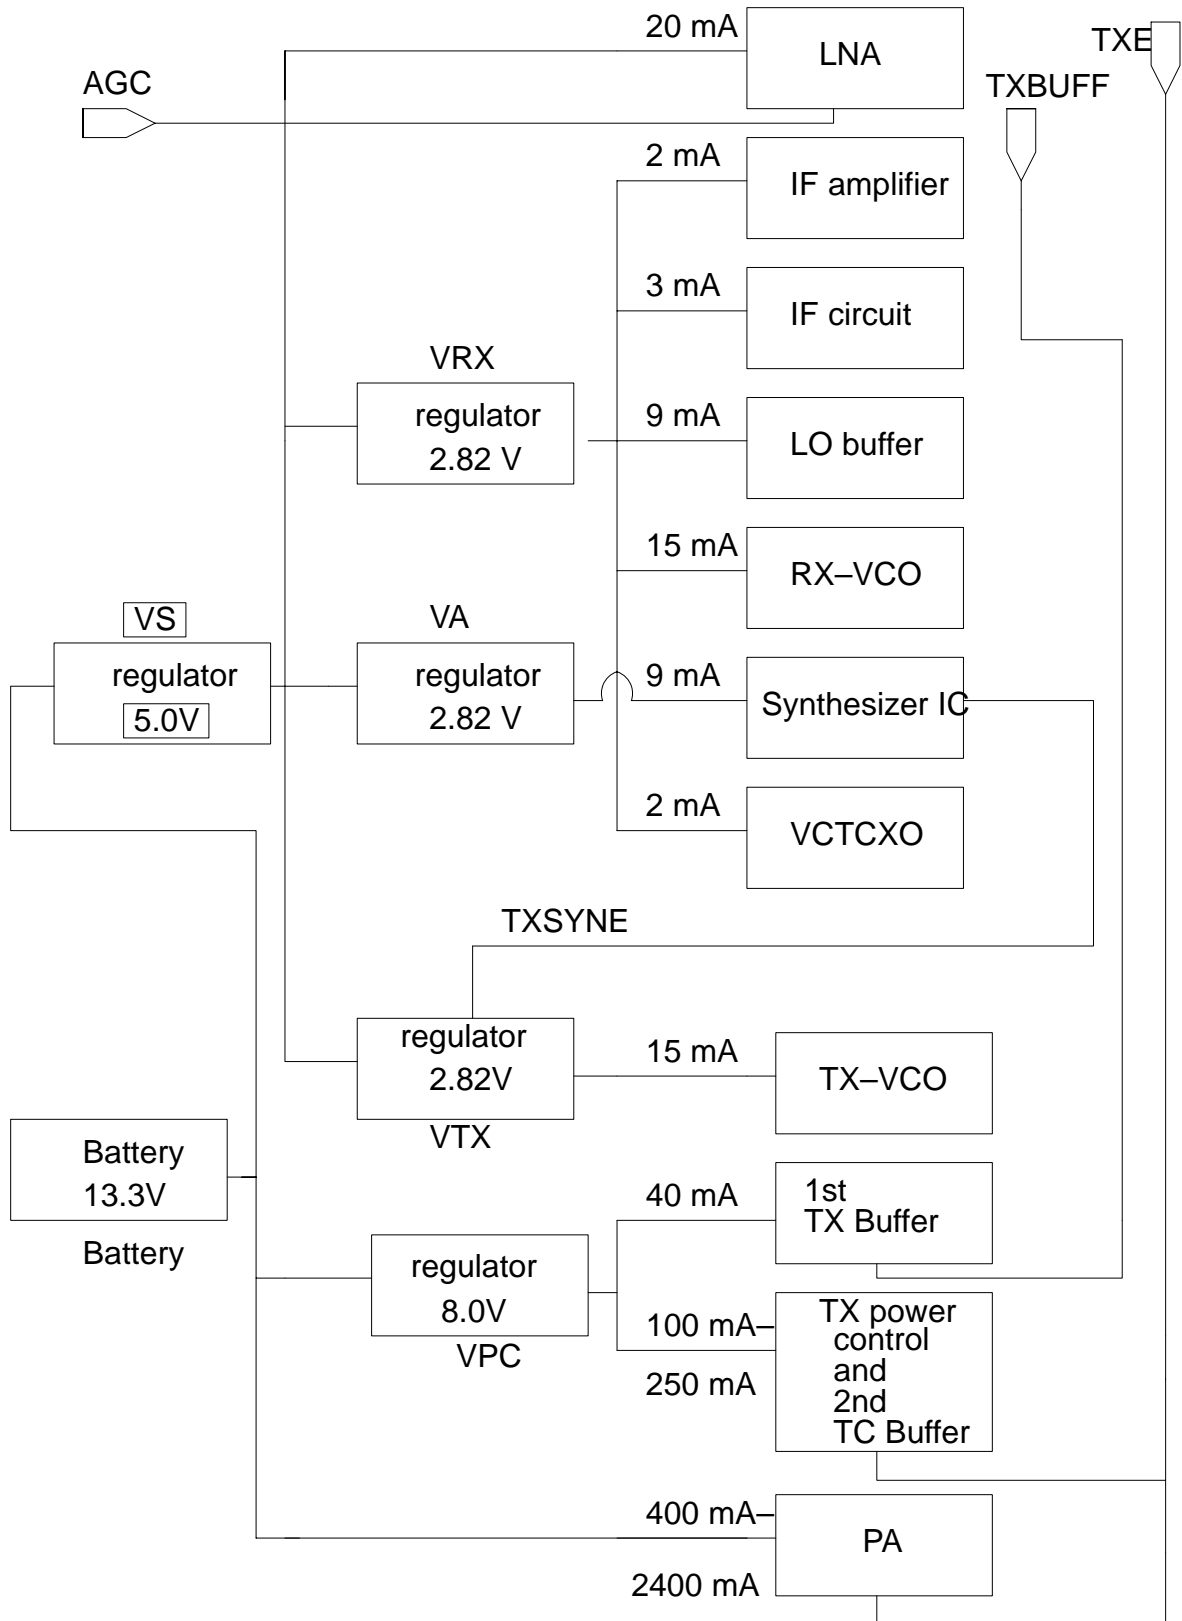 20 mA
LNA
TXE
AGC
TXBUFF
2 mA
IF amplifier
3 mA
IF circuit
VRX
regulator
2.82 V
9 mA
LO buffer
15 mA
RX–VCO
VS
regulator
5.0V
VA
regulator
2.82 V
9 mA
Synthesizer IC
2 mA
VCTCXO
TXSYNE
regulator
2.82V
VTX
15 mA
TX–VCO
Battery
13.3V
Battery
40 mA
1st
TX Buffer
regulator
8.0V
VPC
100 mA–
250 mA
TX power
control
and
2nd
TC Buffer
400 mA–
2400 mA
PA